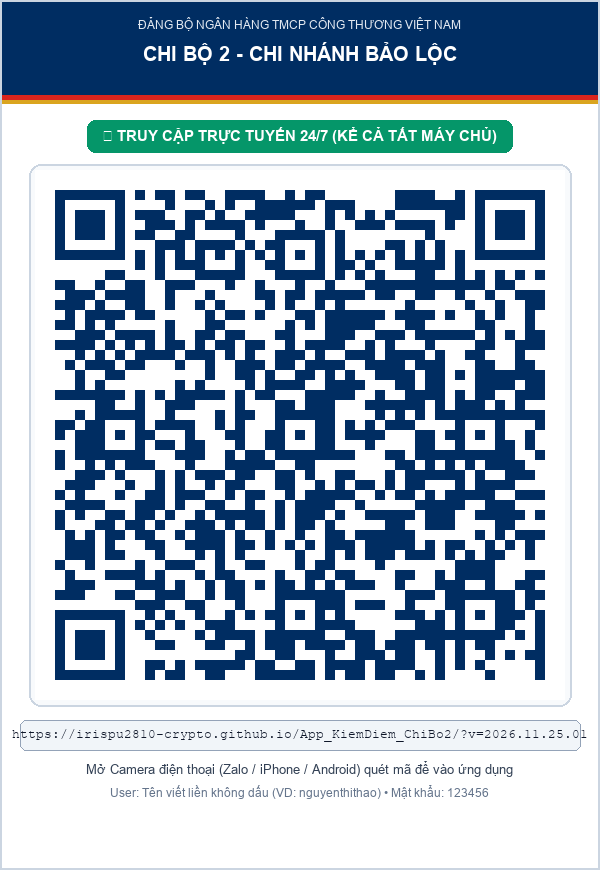 ĐẢNG BỘ NGÂN HÀNG TMCP CÔNG THƯƠNG VIỆT NAM
CHI BỘ 2 - CHI NHÁNH BẢO LỘC
TRUY CẬP TRỰC TUYẾN 24/7 (KỂ CẢ TẮT MÁY CHỦ)
https://irispu2810-crypto.github.io/App_KiemDiem_ChiBo2/?v=2026.11.25.01
Mở Camera điện thoại (Zalo / iPhone / Android) quét mã để vào ứng dụng
User: Tên viết liền không dấu (VD: nguyenthithao) • Mật khẩu: 123456